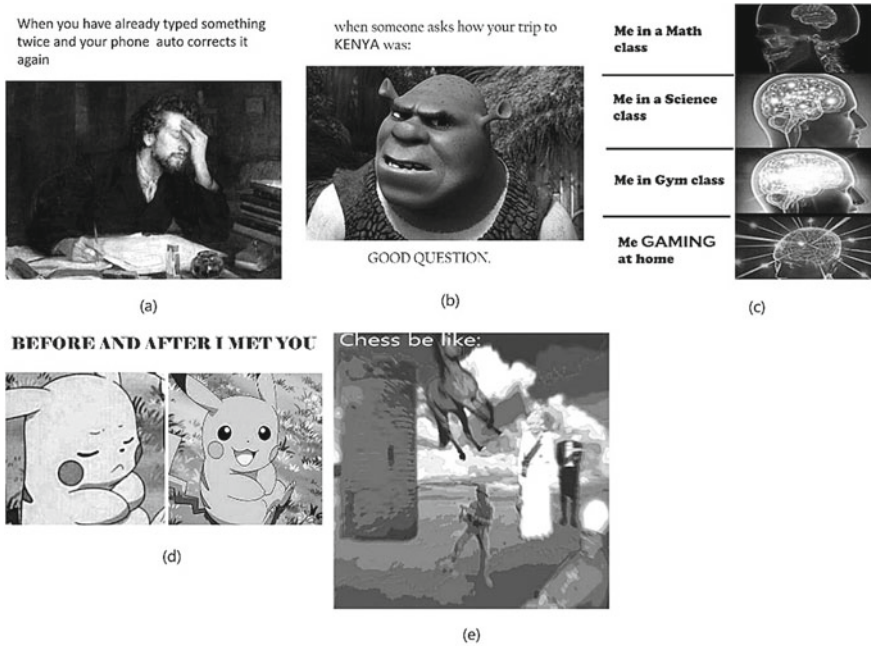 When you have already typed something
twice and your phone auto corrects it
again
(a)
when someone asks how your trip to
KENYA was:
GOOD QUESTION.
(b)
Me in a Math
class
Me in a Science
class
Me in Gym class
Me GAMING
at home
(c)
BEFORE AND AFTER I MET YOU
(d)
Chess be like:
(e)